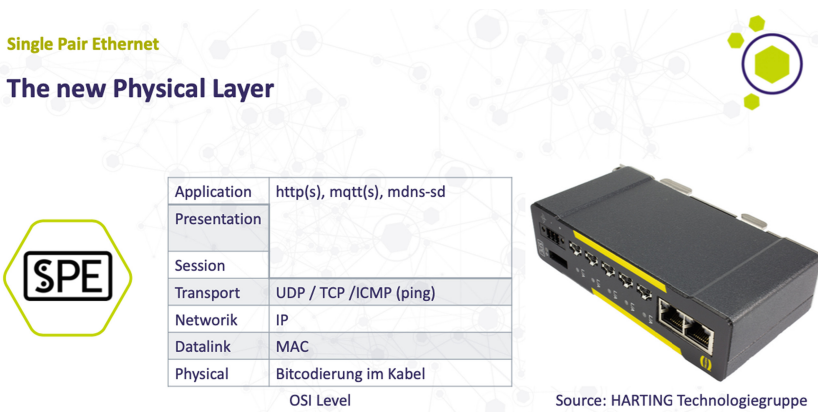 Single Pair Ethernet
The new Physical Layer
SPE
Application http(s), mqtt(s), mdns-sd
Presentation
Session
Transport UDP / TCP /ICMP (ping)
Networik IP
Datalink MAC
Physical Bitcodierung im Kabel
OSI Level
Source: HARTING Technologiegruppe